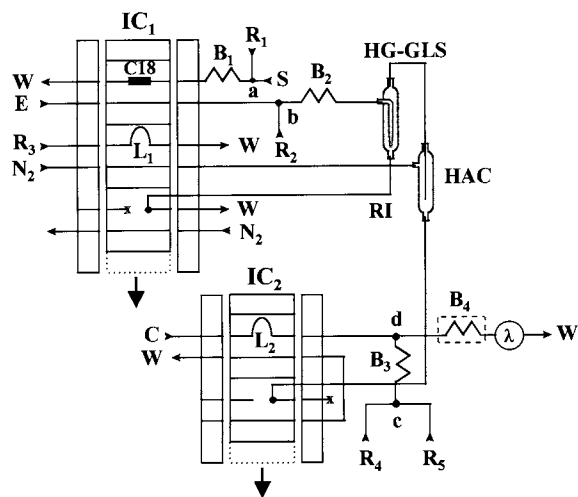 IC1
R1
HG-GLS
B1
B2
C18
W
S
a
E
b
R3
L1
W
R2
N2
HAC
x
W
RI
N2
IC2
B4
C
L2
d
λ
W
W
B3
x
c
R4
R5